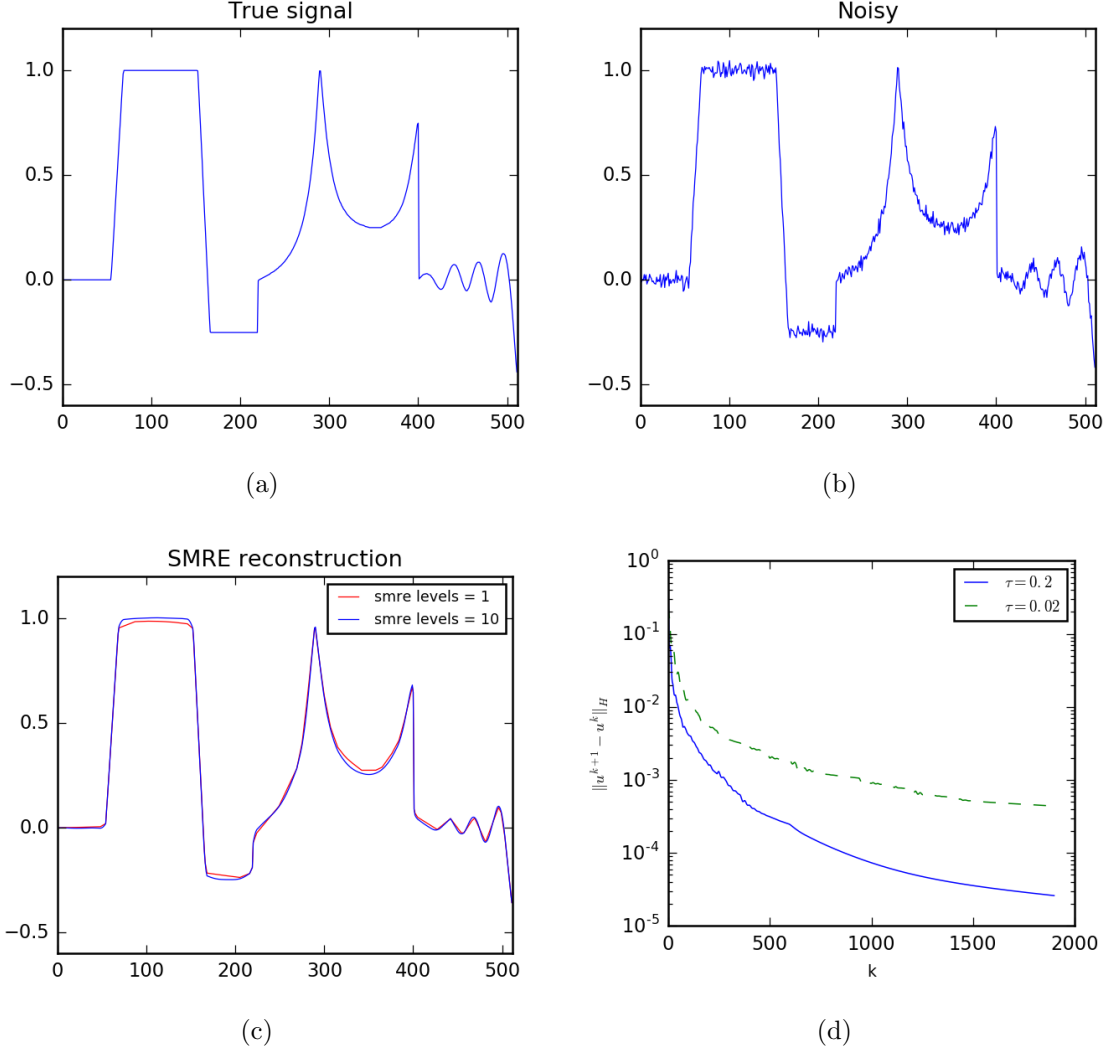 True signal
1.0
0.5
0.0
−0.5
0 100 200 300 400 500
(a)
Noisy
1.0
0.5
0.0
−0.5
0 100 200 300 400 500
(b)
SMRE reconstruction
smre levels = 1
smre levels = 10
1.0
0.5
0.0
−0.5
0 100 200 300 400 500
(c)
τ = 0.2
τ = 0.02
10^0
10^-1
10^-2
10^-3
10^-4
10^-5
||u^{k+1} − u^k||_H
0 500 1000 1500 2000
k
(d)